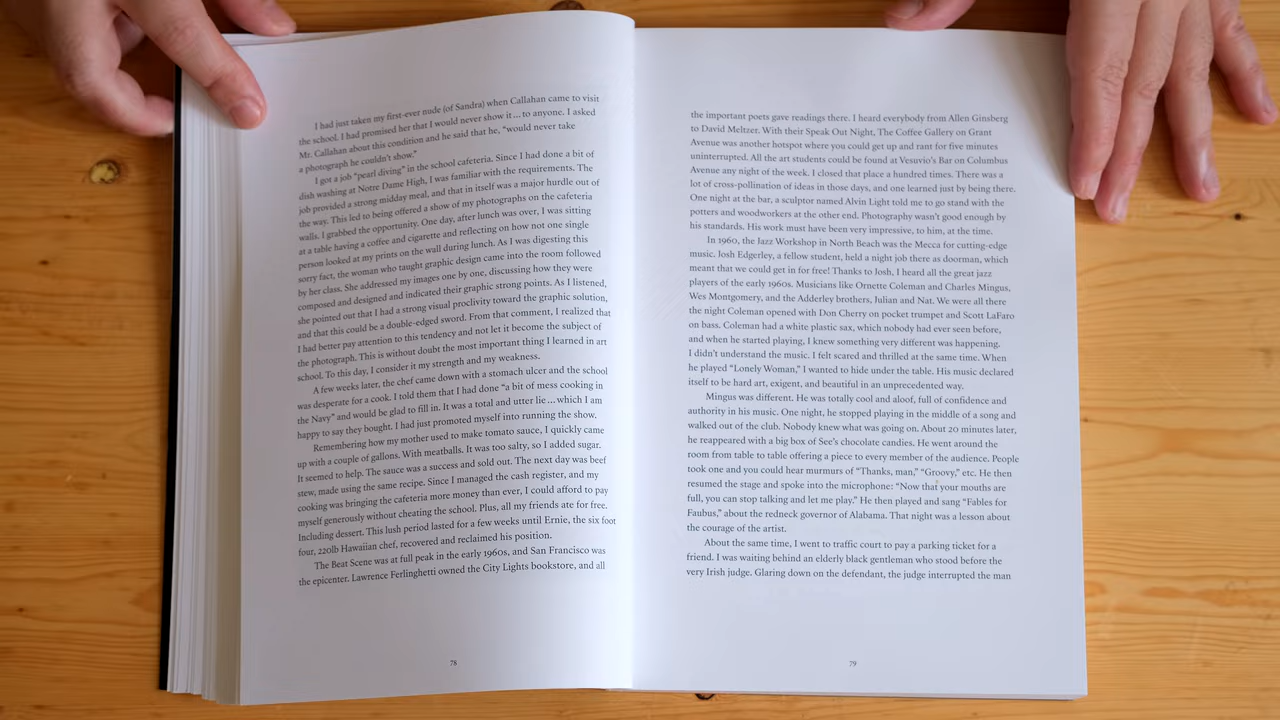 I had just taken my first-ever nude (of Sandra) when Callahan came to visit
the school. I had promised her that I would never show it ... to anyone. I asked
Mr. Callahan about this condition and he said that he, “would never take
a photograph he couldn’t show.”
I got a job “pearl diving” in the school cafeteria. Since I had done a bit of
dish washing at Notre Dame High, I was familiar with the requirements. The
job provided a strong midday meal, and that in itself was a major hurdle out of
the way. This led to being offered a show of my photographs on the cafeteria
walls. I grabbed the opportunity. One day, after lunch was over, I was sitting
at a table having a coffee and cigarette and reflecting on how not one single
person looked at my prints on the wall during lunch. As I was digesting this
sorry fact, the woman who taught graphic design came into the room followed
by her class. She addressed my images one by one, discussing how they were
composed and designed and indicated their graphic strong points. As I listened,
she pointed out that I had a strong visual proclivity toward the graphic solution,
and that this could be a double-edged sword. From that comment, I realized that
I had better pay attention to this tendency and not let it become the subject of
the photograph. This is without doubt the most important thing I learned in art
school. To this day, I consider it my strength and my weakness.
A few weeks later, the chef came down with a stomach ulcer and the school
was desperate for a cook. I told them that I had done “a bit of mess cooking in
the Navy” and would be glad to fill in. It was a total and utter lie ... which I am
happy to say they bought. I had just promoted myself into running the show.
Remembering how my mother used to make tomato sauce, I quickly came
up with a couple of gallons. With meatballs. It was too salty, so I added sugar.
It seemed to help. The sauce was a success and sold out. The next day was beef
stew, made using the same recipe. Since I managed the cash register, and my
cooking was bringing the cafeteria more money than ever, I could afford to pay
myself generously without cheating the school. Plus, all my friends ate for free.
Including dessert. This lush period lasted for a few weeks until Ernie, the six foot
four, 220lb Hawaiian chef, recovered and reclaimed his position.
The Beat Scene was at full peak in the early 1960s, and San Francisco was
the epicenter. Lawrence Ferlinghetti owned the City Lights bookstore, and all
78
the important poets gave readings there. I heard everybody from Allen Ginsberg
to David Meltzer. With their Speak Out Night, The Coffee Gallery on Grant
Avenue was another hotspot where you could get up and rant for five minutes
uninterrupted. All the art students could be found at Vesuvio’s Bar on Columbus
Avenue any night of the week. I closed that place a hundred times. There was a
lot of cross-pollination of ideas in those days, and one learned just by being there.
One night at the bar, a sculptor named Alvin Light told me to go stand with the
potters and woodworkers at the other end. Photography wasn’t good enough by
his standards. His work must have been very impressive, to him, at the time.
In 1960, the Jazz Workshop in North Beach was the Mecca for cutting-edge
music. Josh Edgerley, a fellow student, held a night job there as doorman, which
meant that we could get in for free! Thanks to Josh, I heard all the great jazz
players of the early 1960s. Musicians like Ornette Coleman and Charles Mingus,
Wes Montgomery, and the Adderley brothers, Julian and Nat. We were all there
the night Coleman opened with Don Cherry on pocket trumpet and Scott LaFaro
on bass. Coleman had a white plastic sax, which nobody had ever seen before,
and when he started playing, I knew something very different was happening.
I didn’t understand the music. I felt scared and thrilled at the same time. When
he played “Lonely Woman,” I wanted to hide under the table. His music declared
itself to be hard art, exigent, and beautiful in an unprecedented way.
Mingus was different. He was totally cool and aloof, full of confidence and
authority in his music. One night, he stopped playing in the middle of a song and
walked out of the club. Nobody knew what was going on. About 20 minutes later,
he reappeared with a big box of See’s chocolate candies. He went around the
room from table to table offering a piece to every member of the audience. People
took one and you could hear murmurs of “Thanks, man,” “Groovy,” etc. He then
resumed the stage and spoke into the microphone: “Now that your mouths are
full, you can stop talking and let me play.” He then played and sang “Fables for
Faubus,” about the redneck governor of Alabama. That night was a lesson about
the courage of the artist.
About the same time, I went to traffic court to pay a parking ticket for a
friend. I was waiting behind an elderly black gentleman who stood before the
very Irish judge. Glaring down on the defendant, the judge interrupted the man
79